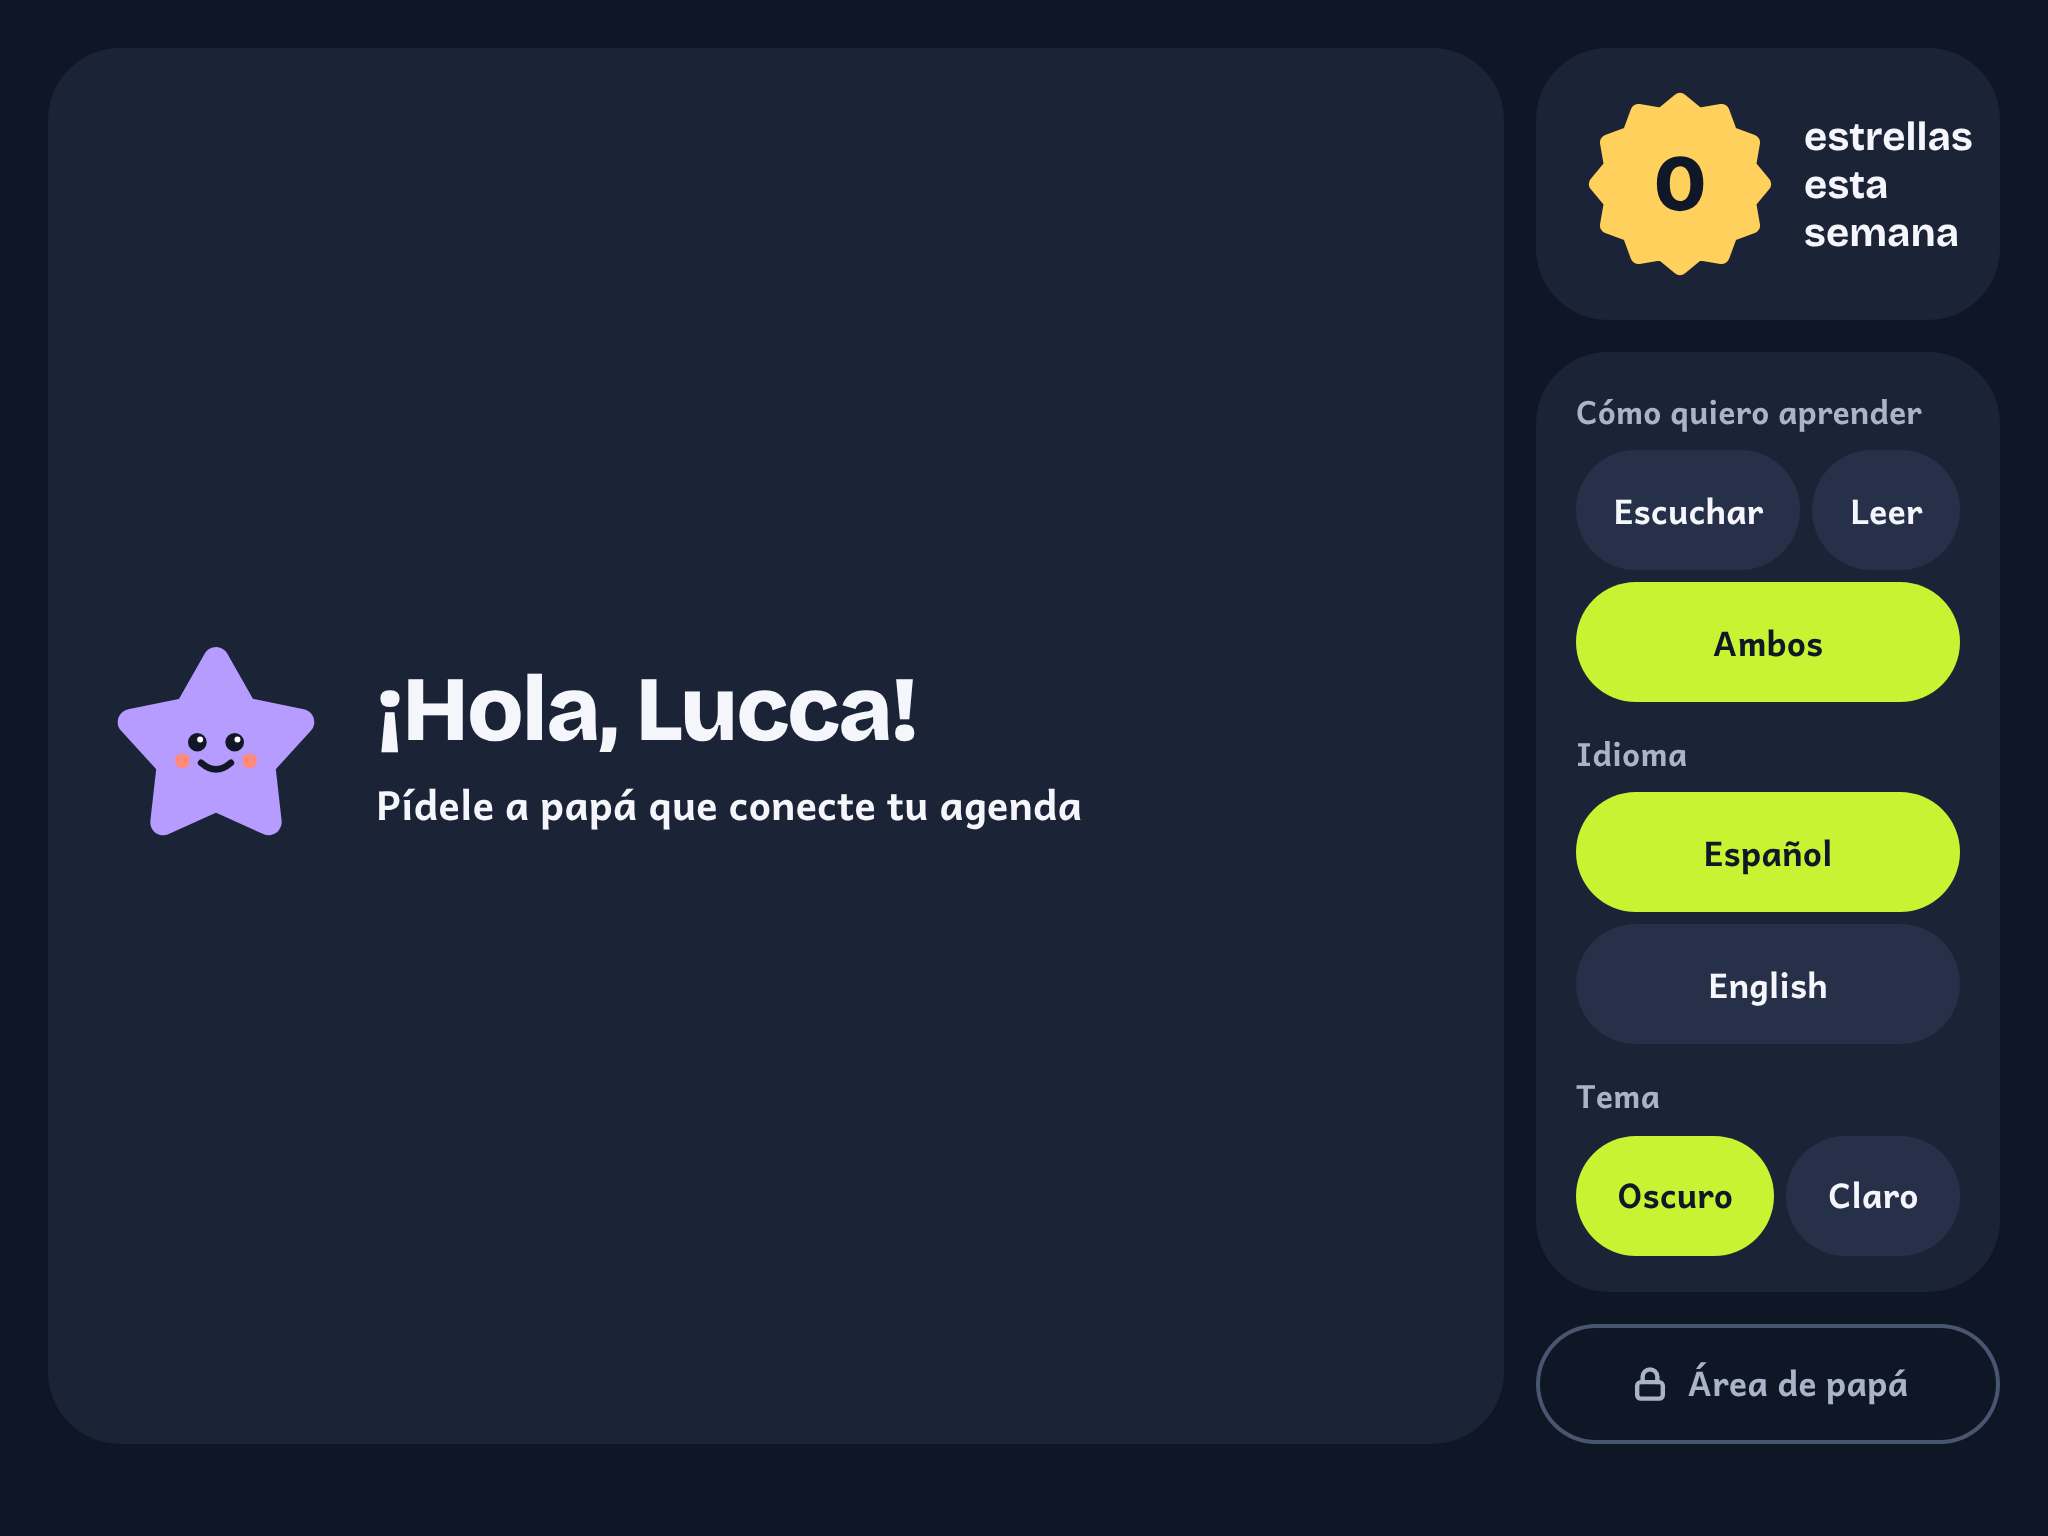 ¡Hola, Lucca!
Pídele a papá que conecte tu agenda
0
estrellas
esta
semana
Cómo quiero aprender
Escuchar
Leer
Ambos
Idioma
Español
English
Tema
Oscuro
Claro
Área de papá